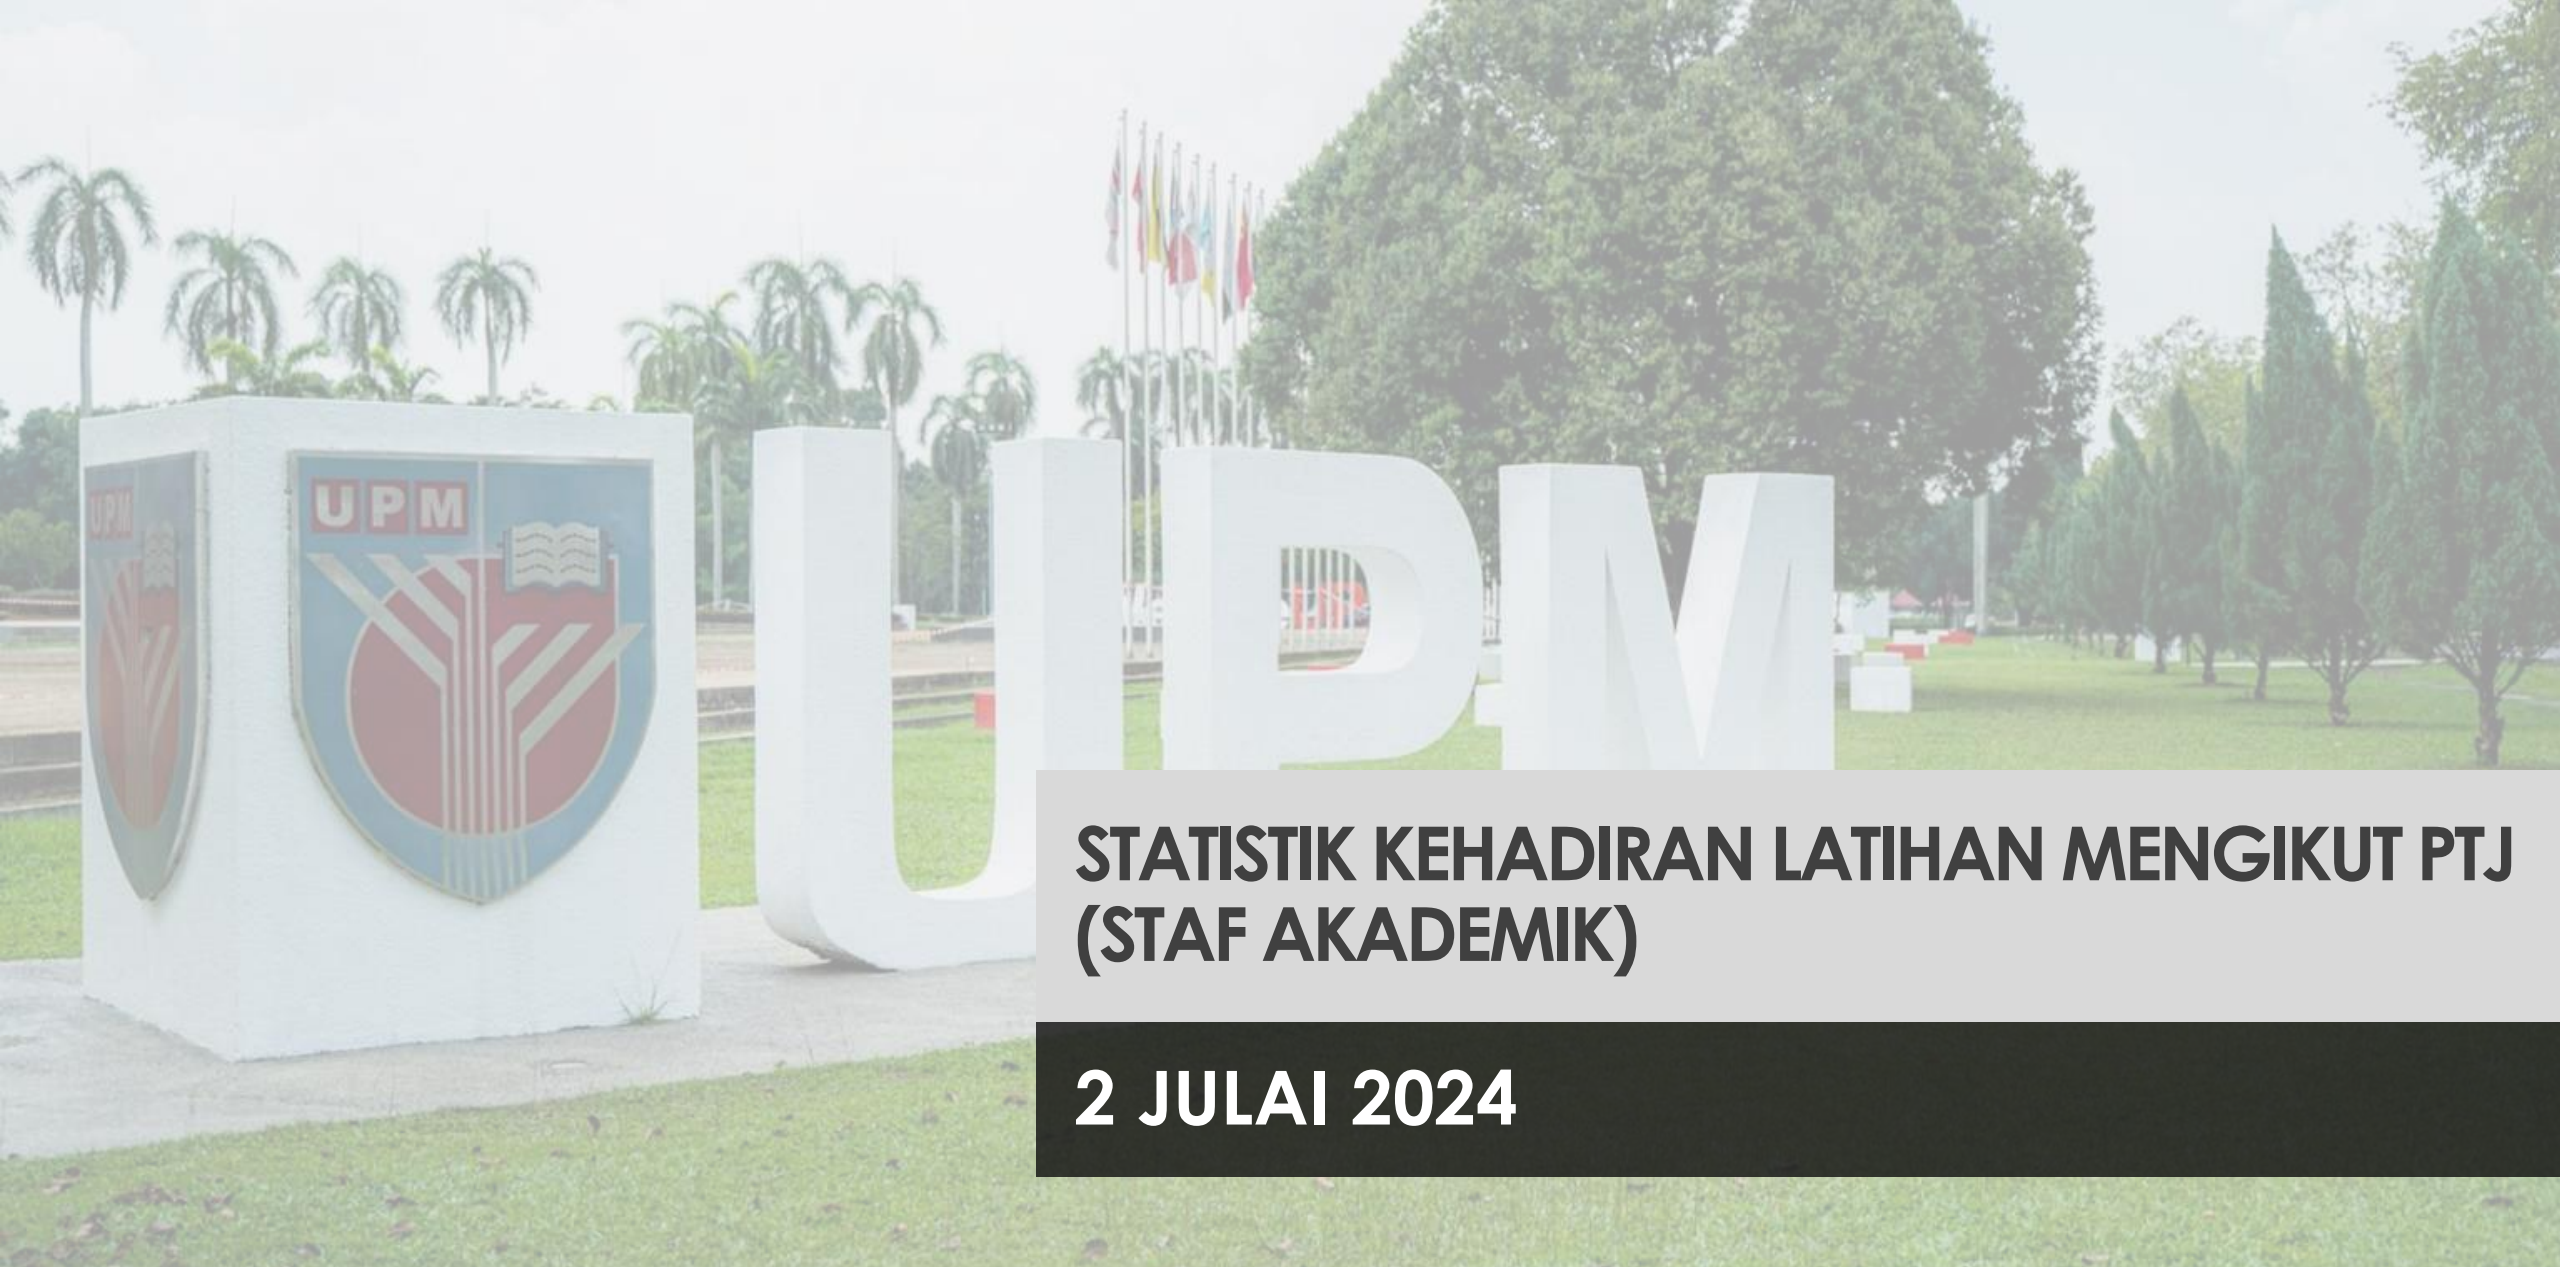 UPM
UPM
UPM
STATISTIK KEHADIRAN LATIHAN MENGIKUT PTJ
(STAF AKADEMIK)
2 JULAI 2024